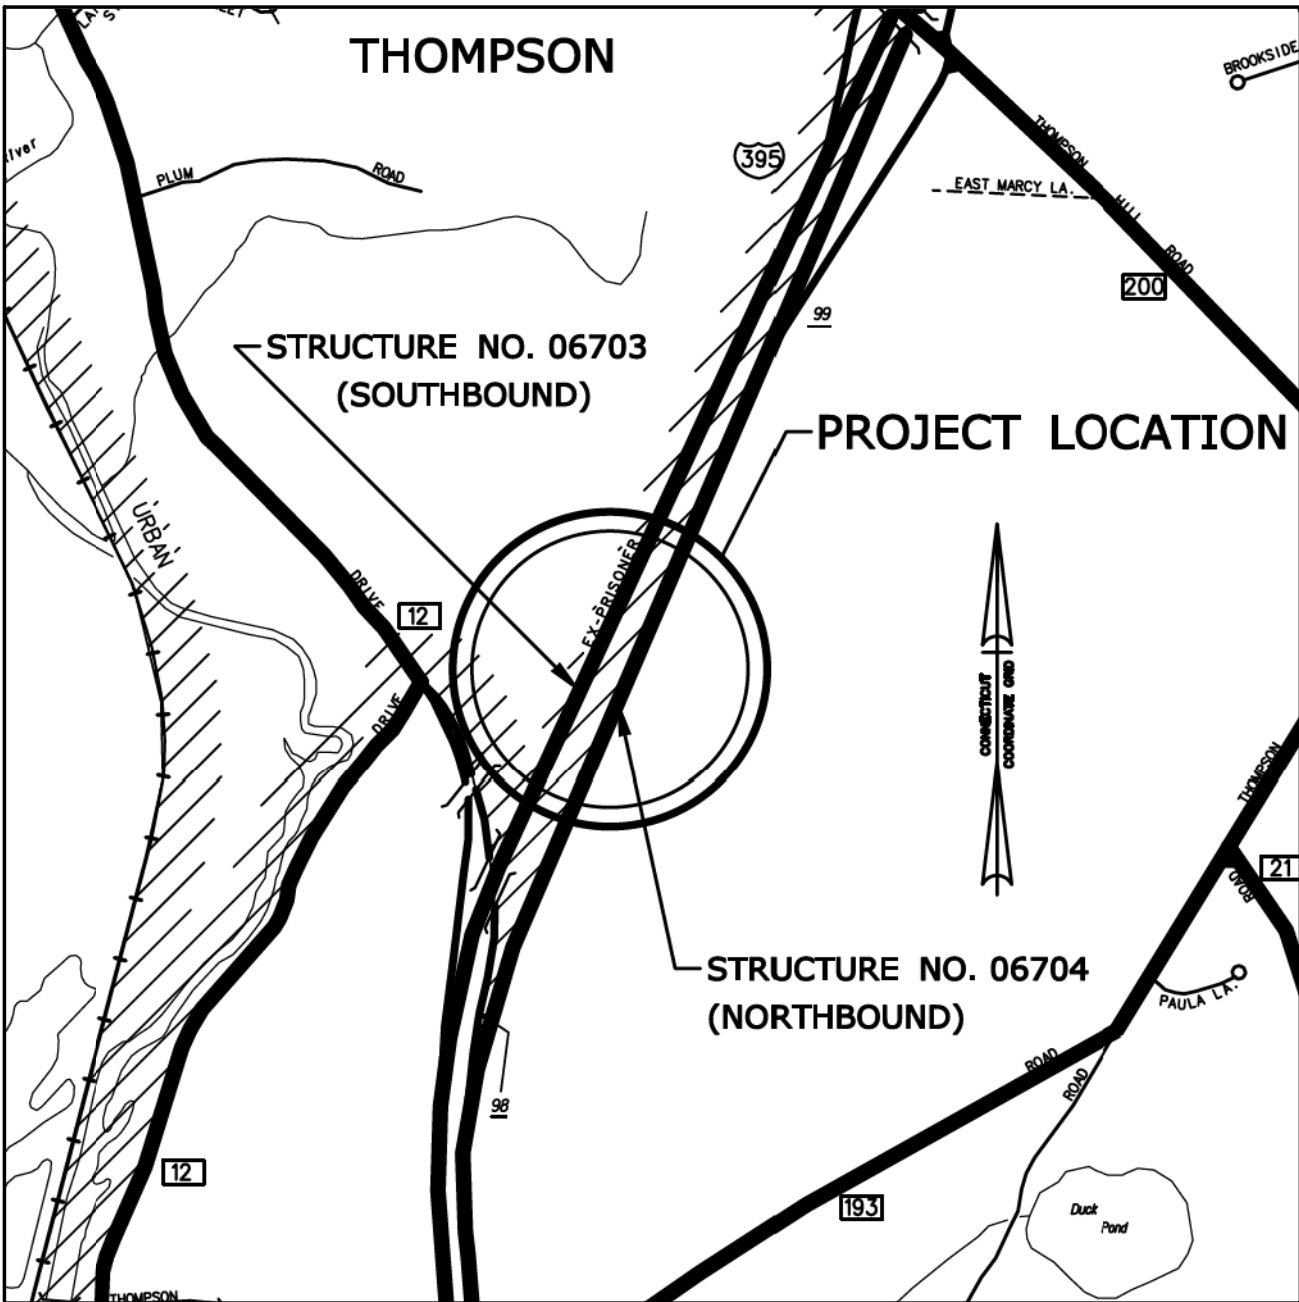 THOMPSON
BROOKSIDE
PLUM ROAD
395
THOMPSON HILL ROAD
EAST MARCY LA.
200
99
STRUCTURE NO. 06703
(SOUTHBOUND)
PROJECT LOCATION
URBAN
EX-PRISONER
DRIVE
12
DRIVE
CONNECTICUT
COORDINATE GRID
THOMPSON
ROAD
21
STRUCTURE NO. 06704
(NORTHBOUND)
PAULA LA.
ROAD
ROAD
98
12
193
Duck
Pond
THOMPSON